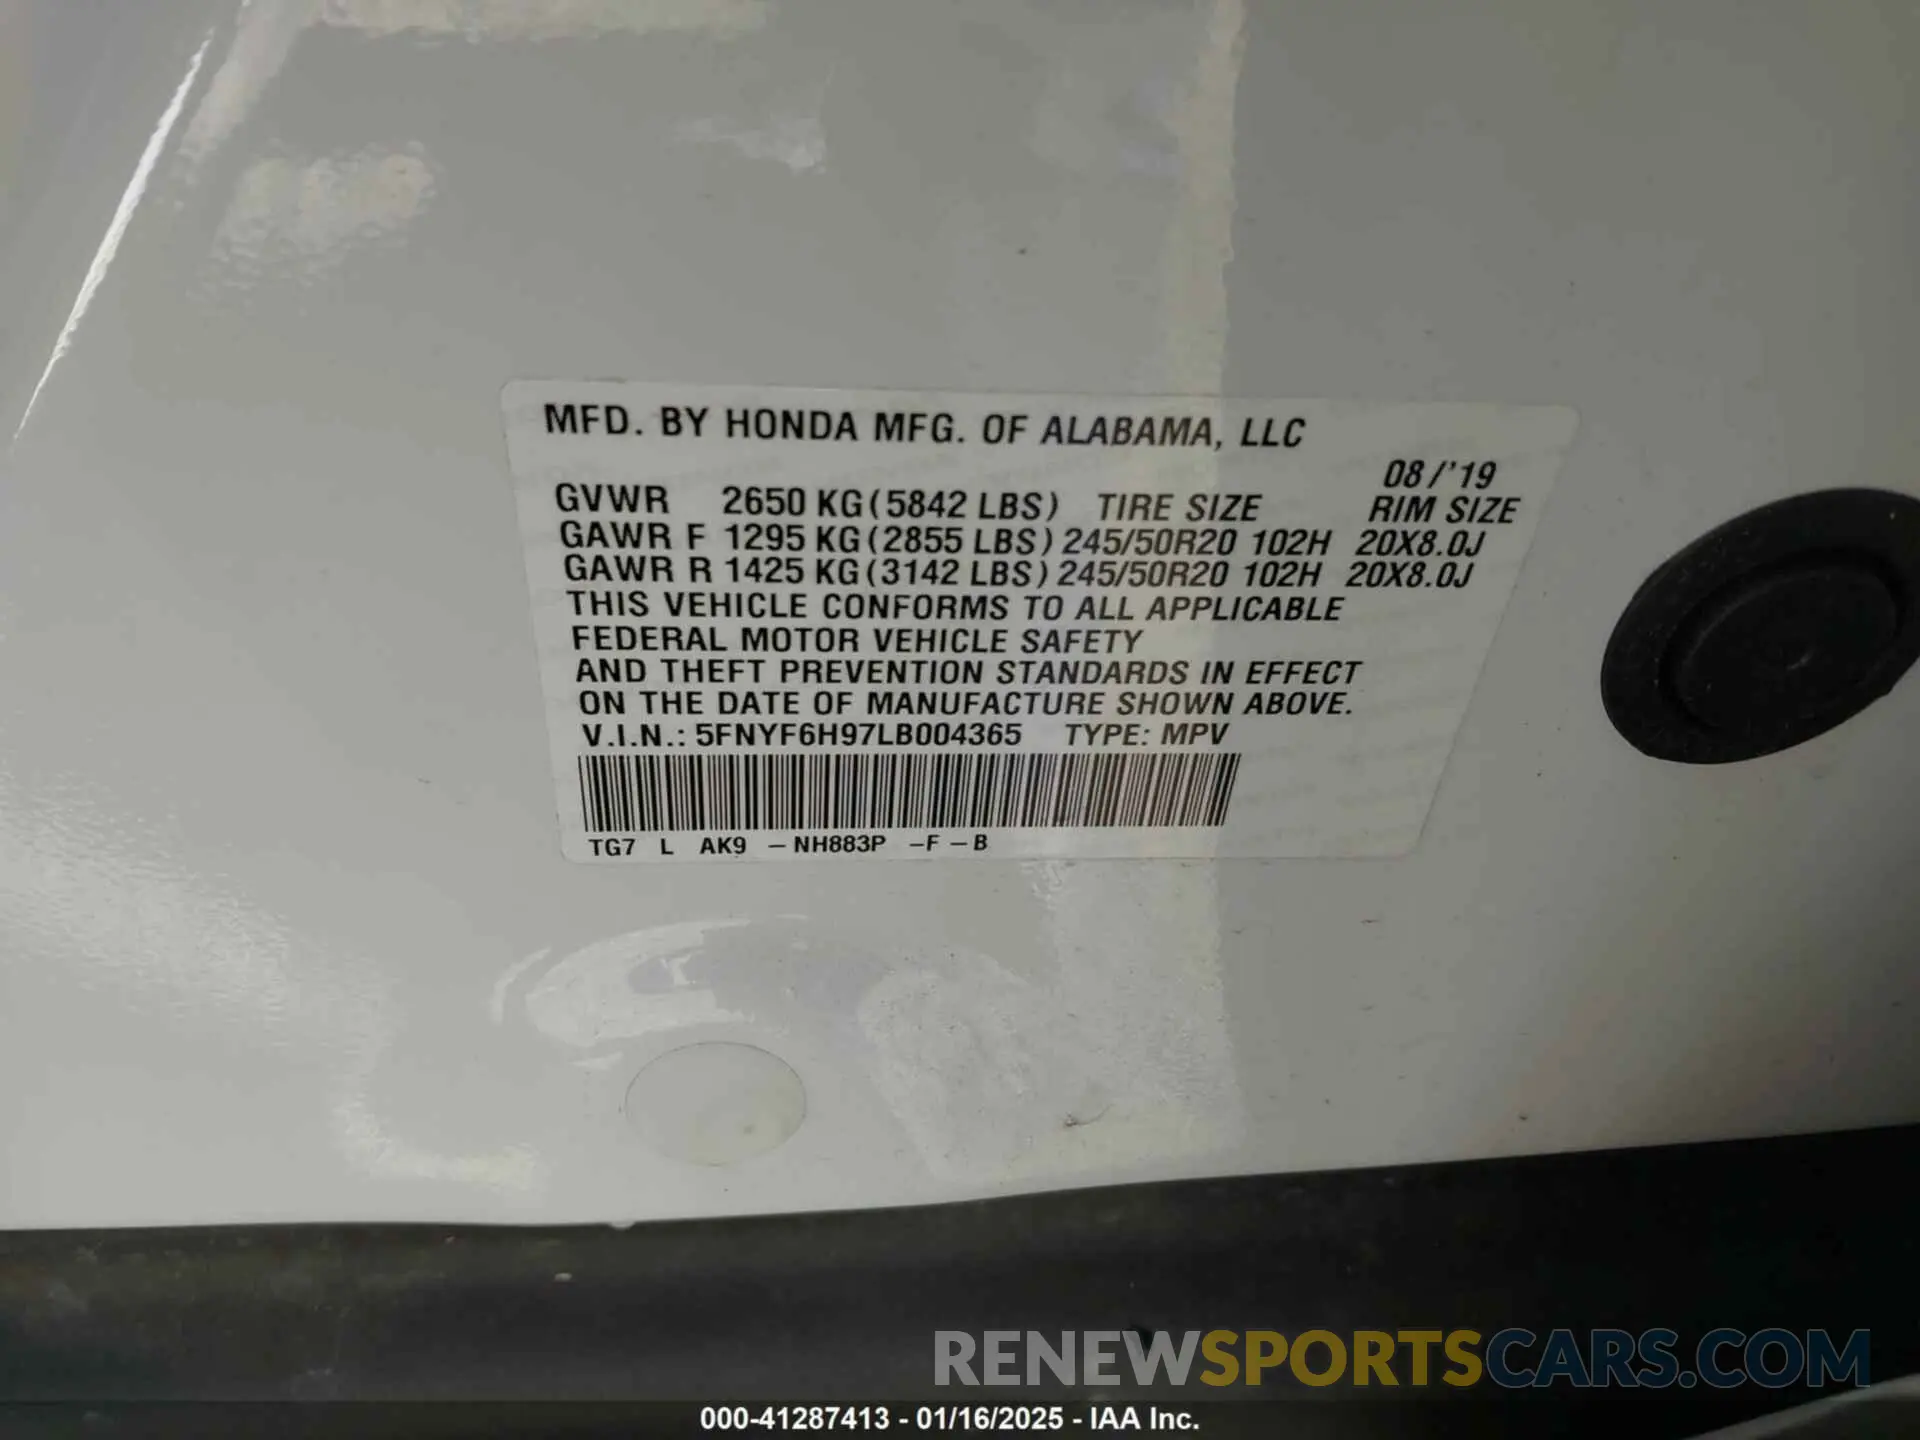 MFD. BY HONDA MFG. OF ALABAMA, LLC
08/'19
GVWR 2650 KG (5842 LBS) TIRE SIZE RIM SIZE
GAWR F 1295 KG (2855 LBS) 245/50R20 102H 20X8.0J
GAWR R 1425 KG (3142 LBS) 245/50R20 102H 20X8.0J
THIS VEHICLE CONFORMS TO ALL APPLICABLE
FEDERAL MOTOR VEHICLE SAFETY
AND THEFT PREVENTION STANDARDS IN EFFECT
ON THE DATE OF MANUFACTURE SHOWN ABOVE.
V.I.N.: 5FNYF6H97LB004365 TYPE: MPV
TG7 L AK9 – NH883P –F – B
RENEWSPORTSCARS.COM
000-41287413 - 01/16/2025 - IAA Inc.